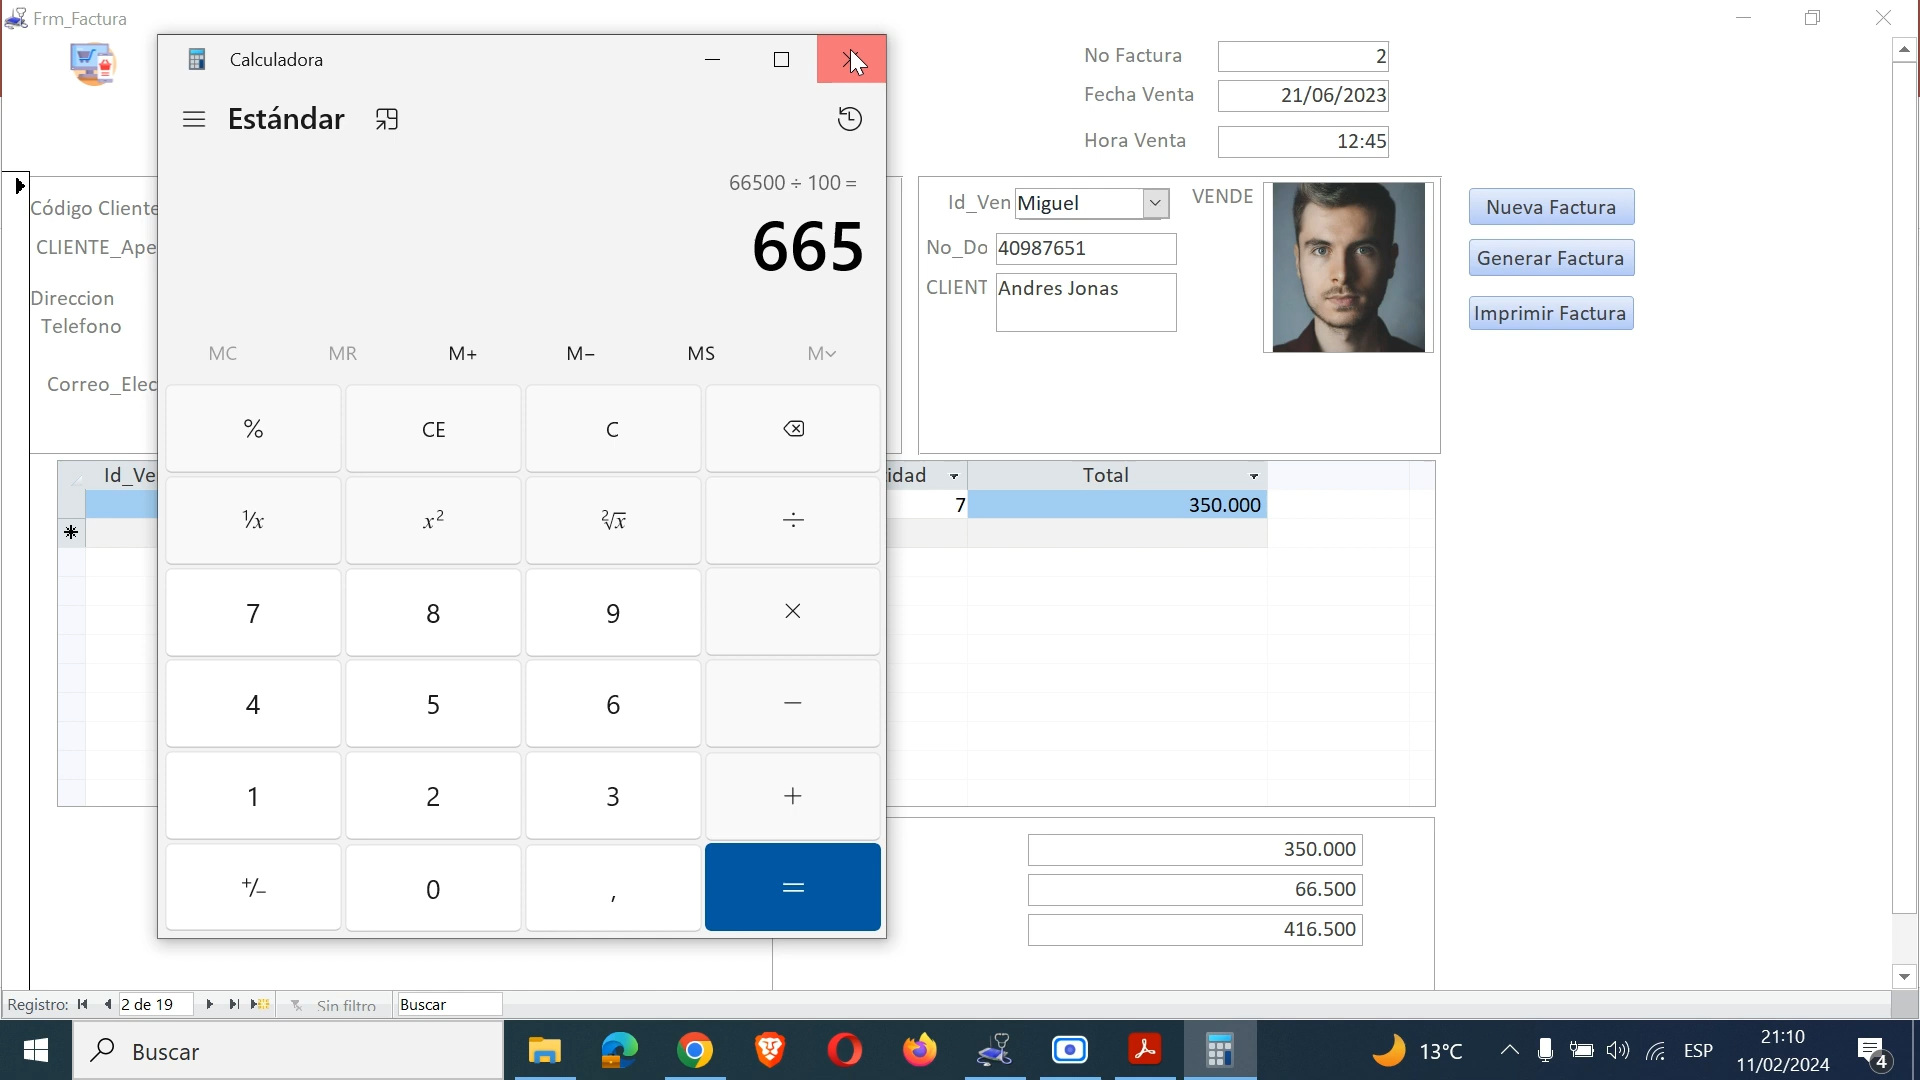 Frm_Factura
Calculadora
Estándar
66500 ÷ 100 =
665
MC MR M+ M− MS M
% CE C
¹/x x² ²√x ÷
7 8 9 ×
4 5 6 −
1 2 3 +
+/− 0 , =
No Factura 2
Fecha Venta 21/06/2023
Hora Venta 12:45
Código Cliente
CLIENTE_Ape
Direccion
Telefono
Correo_Elec
Id_Ven Miguel VENDE
No_Do 40987651
CLIENT Andres Jonas
Nueva Factura
Generar Factura
Imprimir Factura
Id_Ve idad Total
7 350.000
350.000
66.500
416.500
Registro: 2 de 19 Sin filtro Buscar
Buscar
13°C ESP 21:10
11/02/2024 4